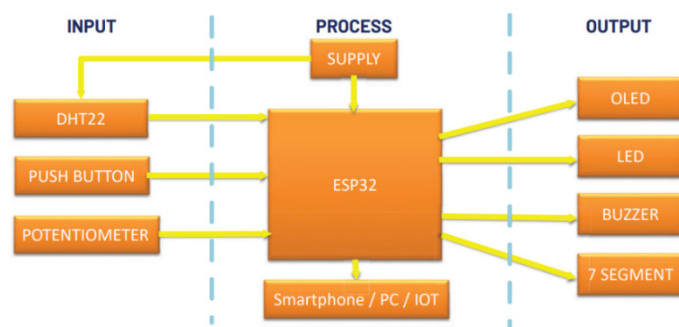 INPUT
PROCESS
OUTPUT
SUPPLY
DHT22
PUSH BUTTON
POTENTIOMETER
ESP32
Smartphone / PC / IOT
OLED
LED
BUZZER
7 SEGMENT